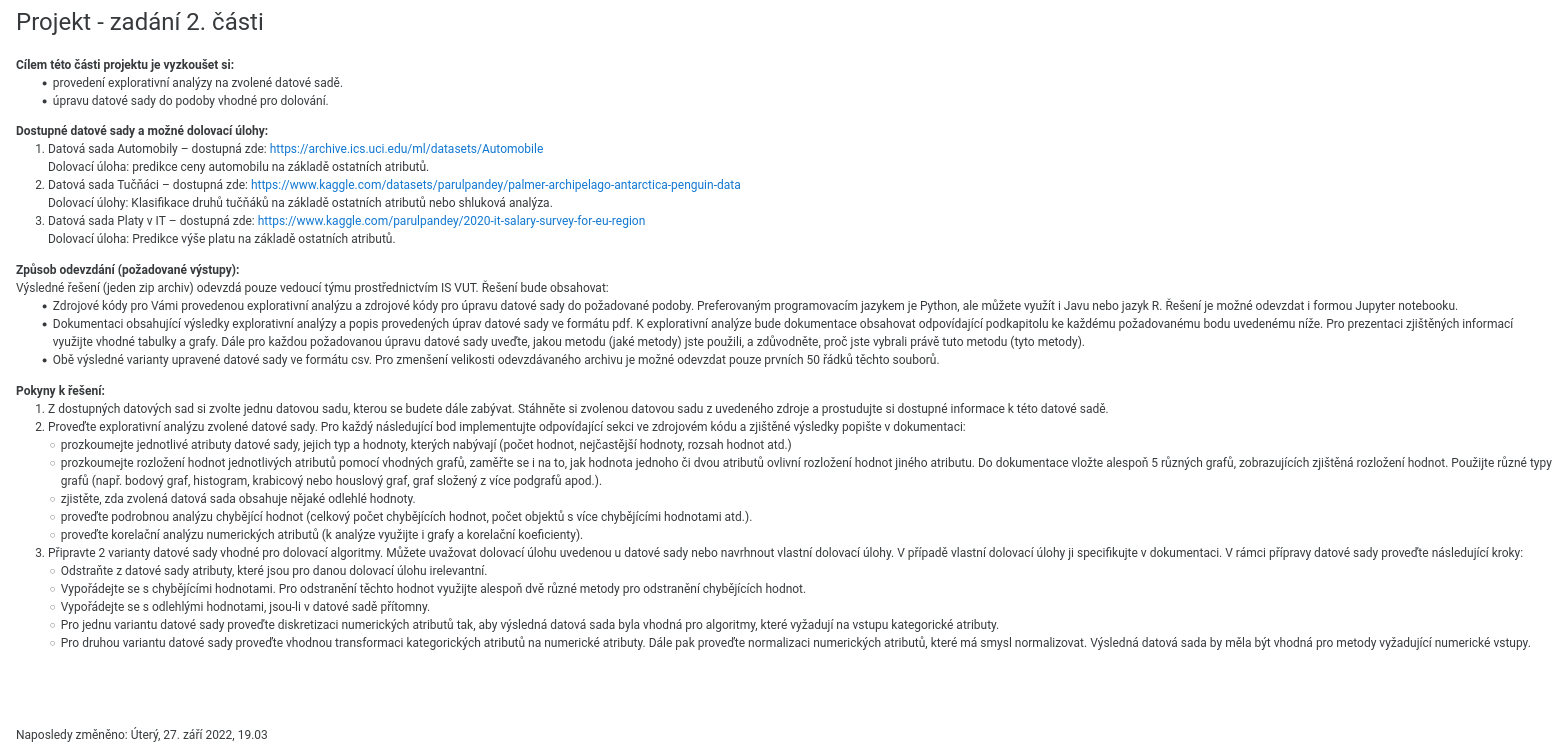 Projekt - zadání 2. části
Cílem této části projektu je vyzkoušet si:
• provedení explorativní analýzy na zvolené datové sadě.
• úpravu datové sady do podoby vhodné pro dolování.
Dostupné datové sady a možné dolovací úlohy:
1. Datová sada Automobily – dostupná zde: https://archive.ics.uci.edu/ml/datasets/Automobile
Dolovací úloha: predikce ceny automobilu na základě ostatních atributů.
2. Datová sada Tučňáci – dostupná zde: https://www.kaggle.com/datasets/parulpandey/palmer-archipelago-antarctica-penguin-data
Dolovací úlohy: Klasifikace druhů tučňáků na základě ostatních atributů nebo shluková analýza.
3. Datová sada Platy v IT – dostupná zde: https://www.kaggle.com/parulpandey/2020-it-salary-survey-for-eu-region
Dolovací úloha: Predikce výše platu na základě ostatních atributů.
Způsob odevzdání (požadované výstupy):
Výsledné řešení (jeden zip archiv) odevzdá pouze vedoucí týmu prostřednictvím IS VUT. Řešení bude obsahovat:
• Zdrojové kódy pro Vámi provedenou explorativní analýzu a zdrojové kódy pro úpravu datové sady do požadované podoby. Preferovaným programovacím jazykem je Python, ale můžete využít i Javu nebo jazyk R. Řešení je možné odevzdat i formou Jupyter notebooku.
• Dokumentaci obsahující výsledky explorativní analýzy a popis provedených úprav datové sady ve formátu pdf. K explorativní analýze bude dokumentace obsahovat odpovídající podkapitolu ke každému požadovanému bodu uvedenému níže. Pro prezentaci zjištěných informací
využijte vhodné tabulky a grafy. Dále pro každou požadovanou úpravu datové sady uveďte, jakou metodu (jaké metody) jste použili, a zdůvodněte, proč jste vybrali právě tuto metodu (tyto metody).
• Obě výsledné varianty upravené datové sady ve formátu csv. Pro zmenšení velikosti odevzdávaného archivu je možné odevzdat pouze prvních 50 řádků těchto souborů.
Pokyny k řešení:
1. Z dostupných datových sad si zvolte jednu datovou sadu, kterou se budete dále zabývat. Stáhněte si zvolenou datovou sadu z uvedeného zdroje a prostudujte si dostupné informace k této datové sadě.
2. Proveďte explorativní analýzu zvolené datové sady. Pro každý následující bod implementujte odpovídající sekci ve zdrojovém kódu a zjištěné výsledky popište v dokumentaci:
○ prozkoumejte jednotlivé atributy datové sady, jejich typ a hodnoty, kterých nabývají (počet hodnot, nejčastější hodnoty, rozsah hodnot atd.)
○ prozkoumejte rozložení hodnot jednotlivých atributů pomocí vhodných grafů, zaměřte se i na to, jak hodnota jednoho či dvou atributů ovlivní rozložení hodnot jiného atributu. Do dokumentace vložte alespoň 5 různých grafů, zobrazujících zjištěná rozložení hodnot. Použijte různé typy
grafů (např. bodový graf, histogram, krabicový nebo houslový graf, graf složený z více podgrafů apod.).
○ zjistěte, zda zvolená datová sada obsahuje nějaké odlehlé hodnoty.
○ proveďte podrobnou analýzu chybějící hodnot (celkový počet chybějících hodnot, počet objektů s více chybějícími hodnotami atd.).
○ proveďte korelační analýzu numerických atributů (k analýze využijte i grafy a korelační koeficienty).
3. Připravte 2 varianty datové sady vhodné pro dolovací algoritmy. Můžete uvažovat dolovací úlohu uvedenou u datové sady nebo navrhnout vlastní dolovací úlohy. V případě vlastní dolovací úlohy ji specifikujte v dokumentaci. V rámci přípravy datové sady proveďte následující kroky:
○ Odstraňte z datové sady atributy, které jsou pro danou dolovací úlohu irelevantní.
○ Vypořádejte se s chybějícími hodnotami. Pro odstranění těchto hodnot využijte alespoň dvě různé metody pro odstranění chybějících hodnot.
○ Vypořádejte se s odlehlými hodnotami, jsou-li v datové sadě přítomny.
○ Pro jednu variantu datové sady proveďte diskretizaci numerických atributů tak, aby výsledná datová sada byla vhodná pro algoritmy, které vyžadují na vstupu kategorické atributy.
○ Pro druhou variantu datové sady proveďte vhodnou transformaci kategorických atributů na numerické atributy. Dále pak proveďte normalizaci numerických atributů, které má smysl normalizovat. Výsledná datová sada by měla být vhodná pro metody vyžadující numerické vstupy.
Naposledy změněno: Úterý, 27. září 2022, 19.03